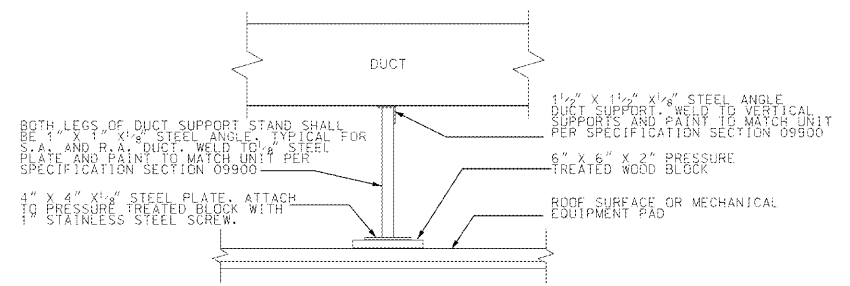 DUCT
BOTH LEGS OF DUCT SUPPORT STAND SHALL
BE 1" X 1" X1/8" STEEL ANGLE. TYPICAL FOR
S.A. AND R.A. DUCT. WELD TO1/8" STEEL
PLATE AND PAINT TO MATCH UNIT PER
SPECIFICATION SECTION 09900
4" X 4" X1/8" STEEL PLATE. ATTACH
TO PRESSURE TREATED BLOCK WITH
1" STAINLESS STEEL SCREW.
1 1/2" X 1 1/2" X1/8" STEEL ANGLE
DUCT SUPPORT. WELD TO VERTICAL
SUPPORTS AND PAINT TO MATCH UNIT
PER SPECIFICATION SECTION 09900
6" X 6" X 2" PRESSURE
TREATED WOOD BLOCK
ROOF SURFACE OR MECHANICAL
EQUIPMENT PAD